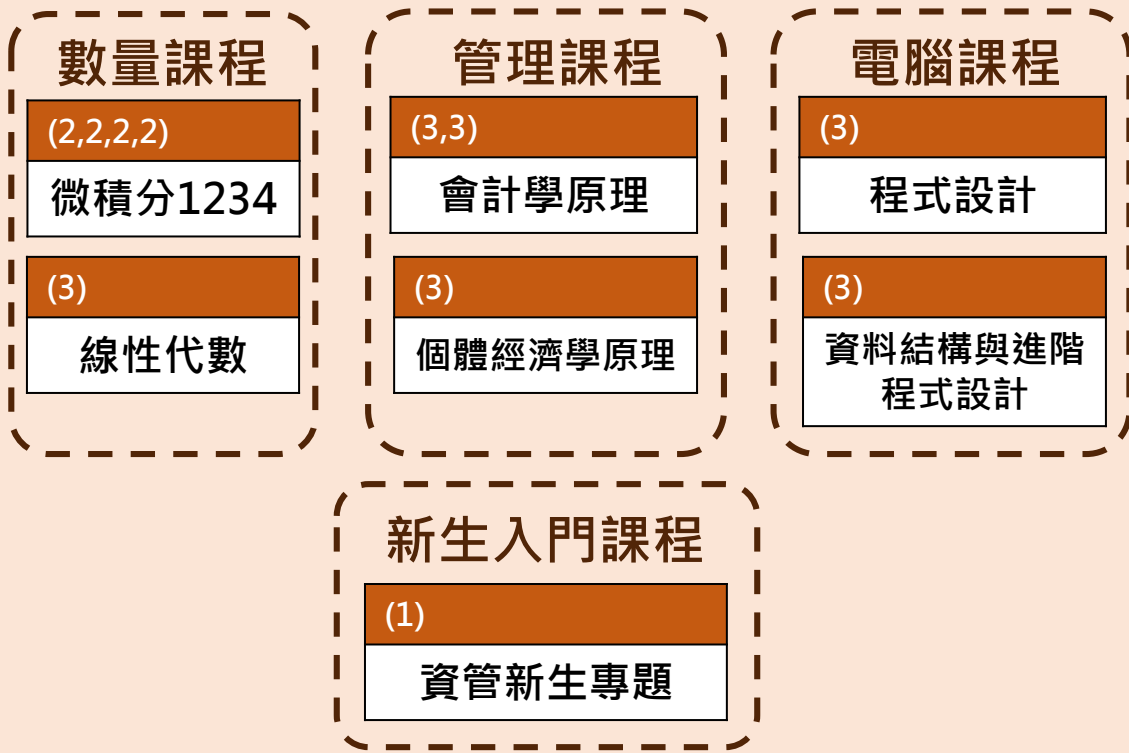 數量課程
(2,2,2,2)
微積分1234
(3)
線性代數
管理課程
(3,3)
會計學原理
(3)
個體經濟學原理
電腦課程
(3)
程式設計
(3)
資料結構與進階
程式設計
新生入門課程
(1)
資管新生專題